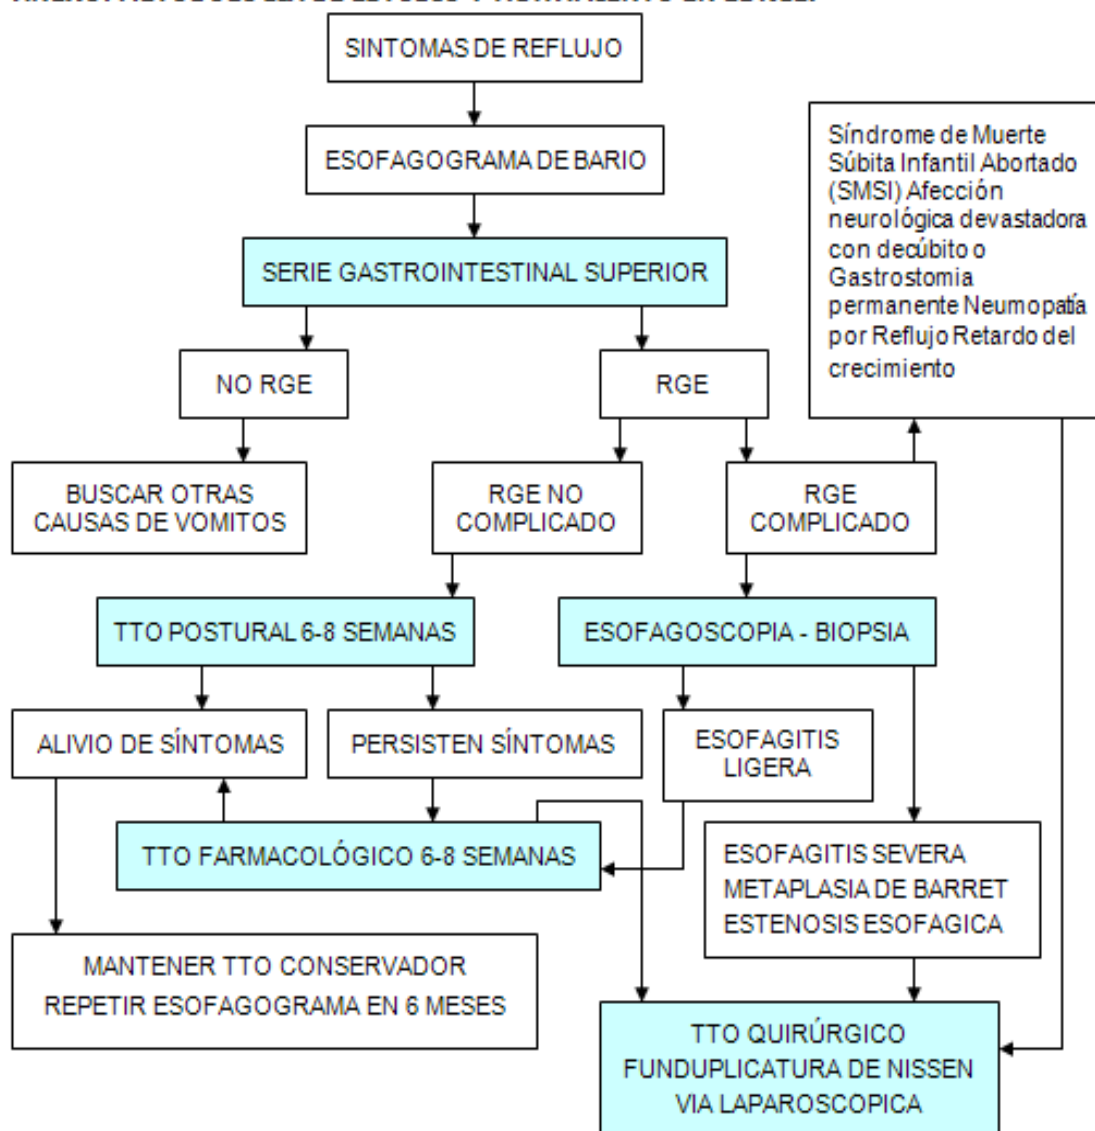 SINTOMAS DE REFLUJO
ESOFAGOGRAMA DE BARIO
Síndrome de Muerte
Súbita Infantil Abortado
(SMSI) Afección
neurológica devastadora
con decúbito o
Gastrostomia
permanente Neumopatía
por Reflujo Retardo del
crecimiento
SERIE GASTROINTESTINAL SUPERIOR
NO RGE
RGE
BUSCAR OTRAS
CAUSAS DE VOMITOS
RGE NO
COMPLICADO
RGE
COMPLICADO
TTO POSTURAL 6-8 SEMANAS
ESOFAGOSCOPIA - BIOPSIA
ALIVIO DE SÍNTOMAS
PERSISTEN SÍNTOMAS
ESOFAGITIS
LIGERA
TTO FARMACOLÓGICO 6-8 SEMANAS
ESOFAGITIS SEVERA
METAPLASIA DE BARRET
ESTENOSIS ESOFAGICA
MANTENER TTO CONSERVADOR
REPETIR ESOFAGOGRAMA EN 6 MESES
TTO QUIRÚRGICO
FUNDUPLICATURA DE NISSEN
VIA LAPAROSCOPICA